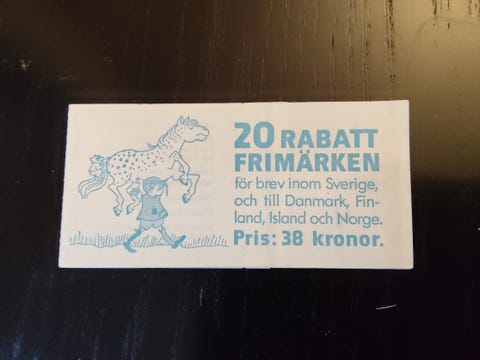 20 RABATT
FRIMÄRKEN
för brev inom Sverige,
och till Danmark, Fin-
land, Island och Norge.
Pris: 38 kronor.